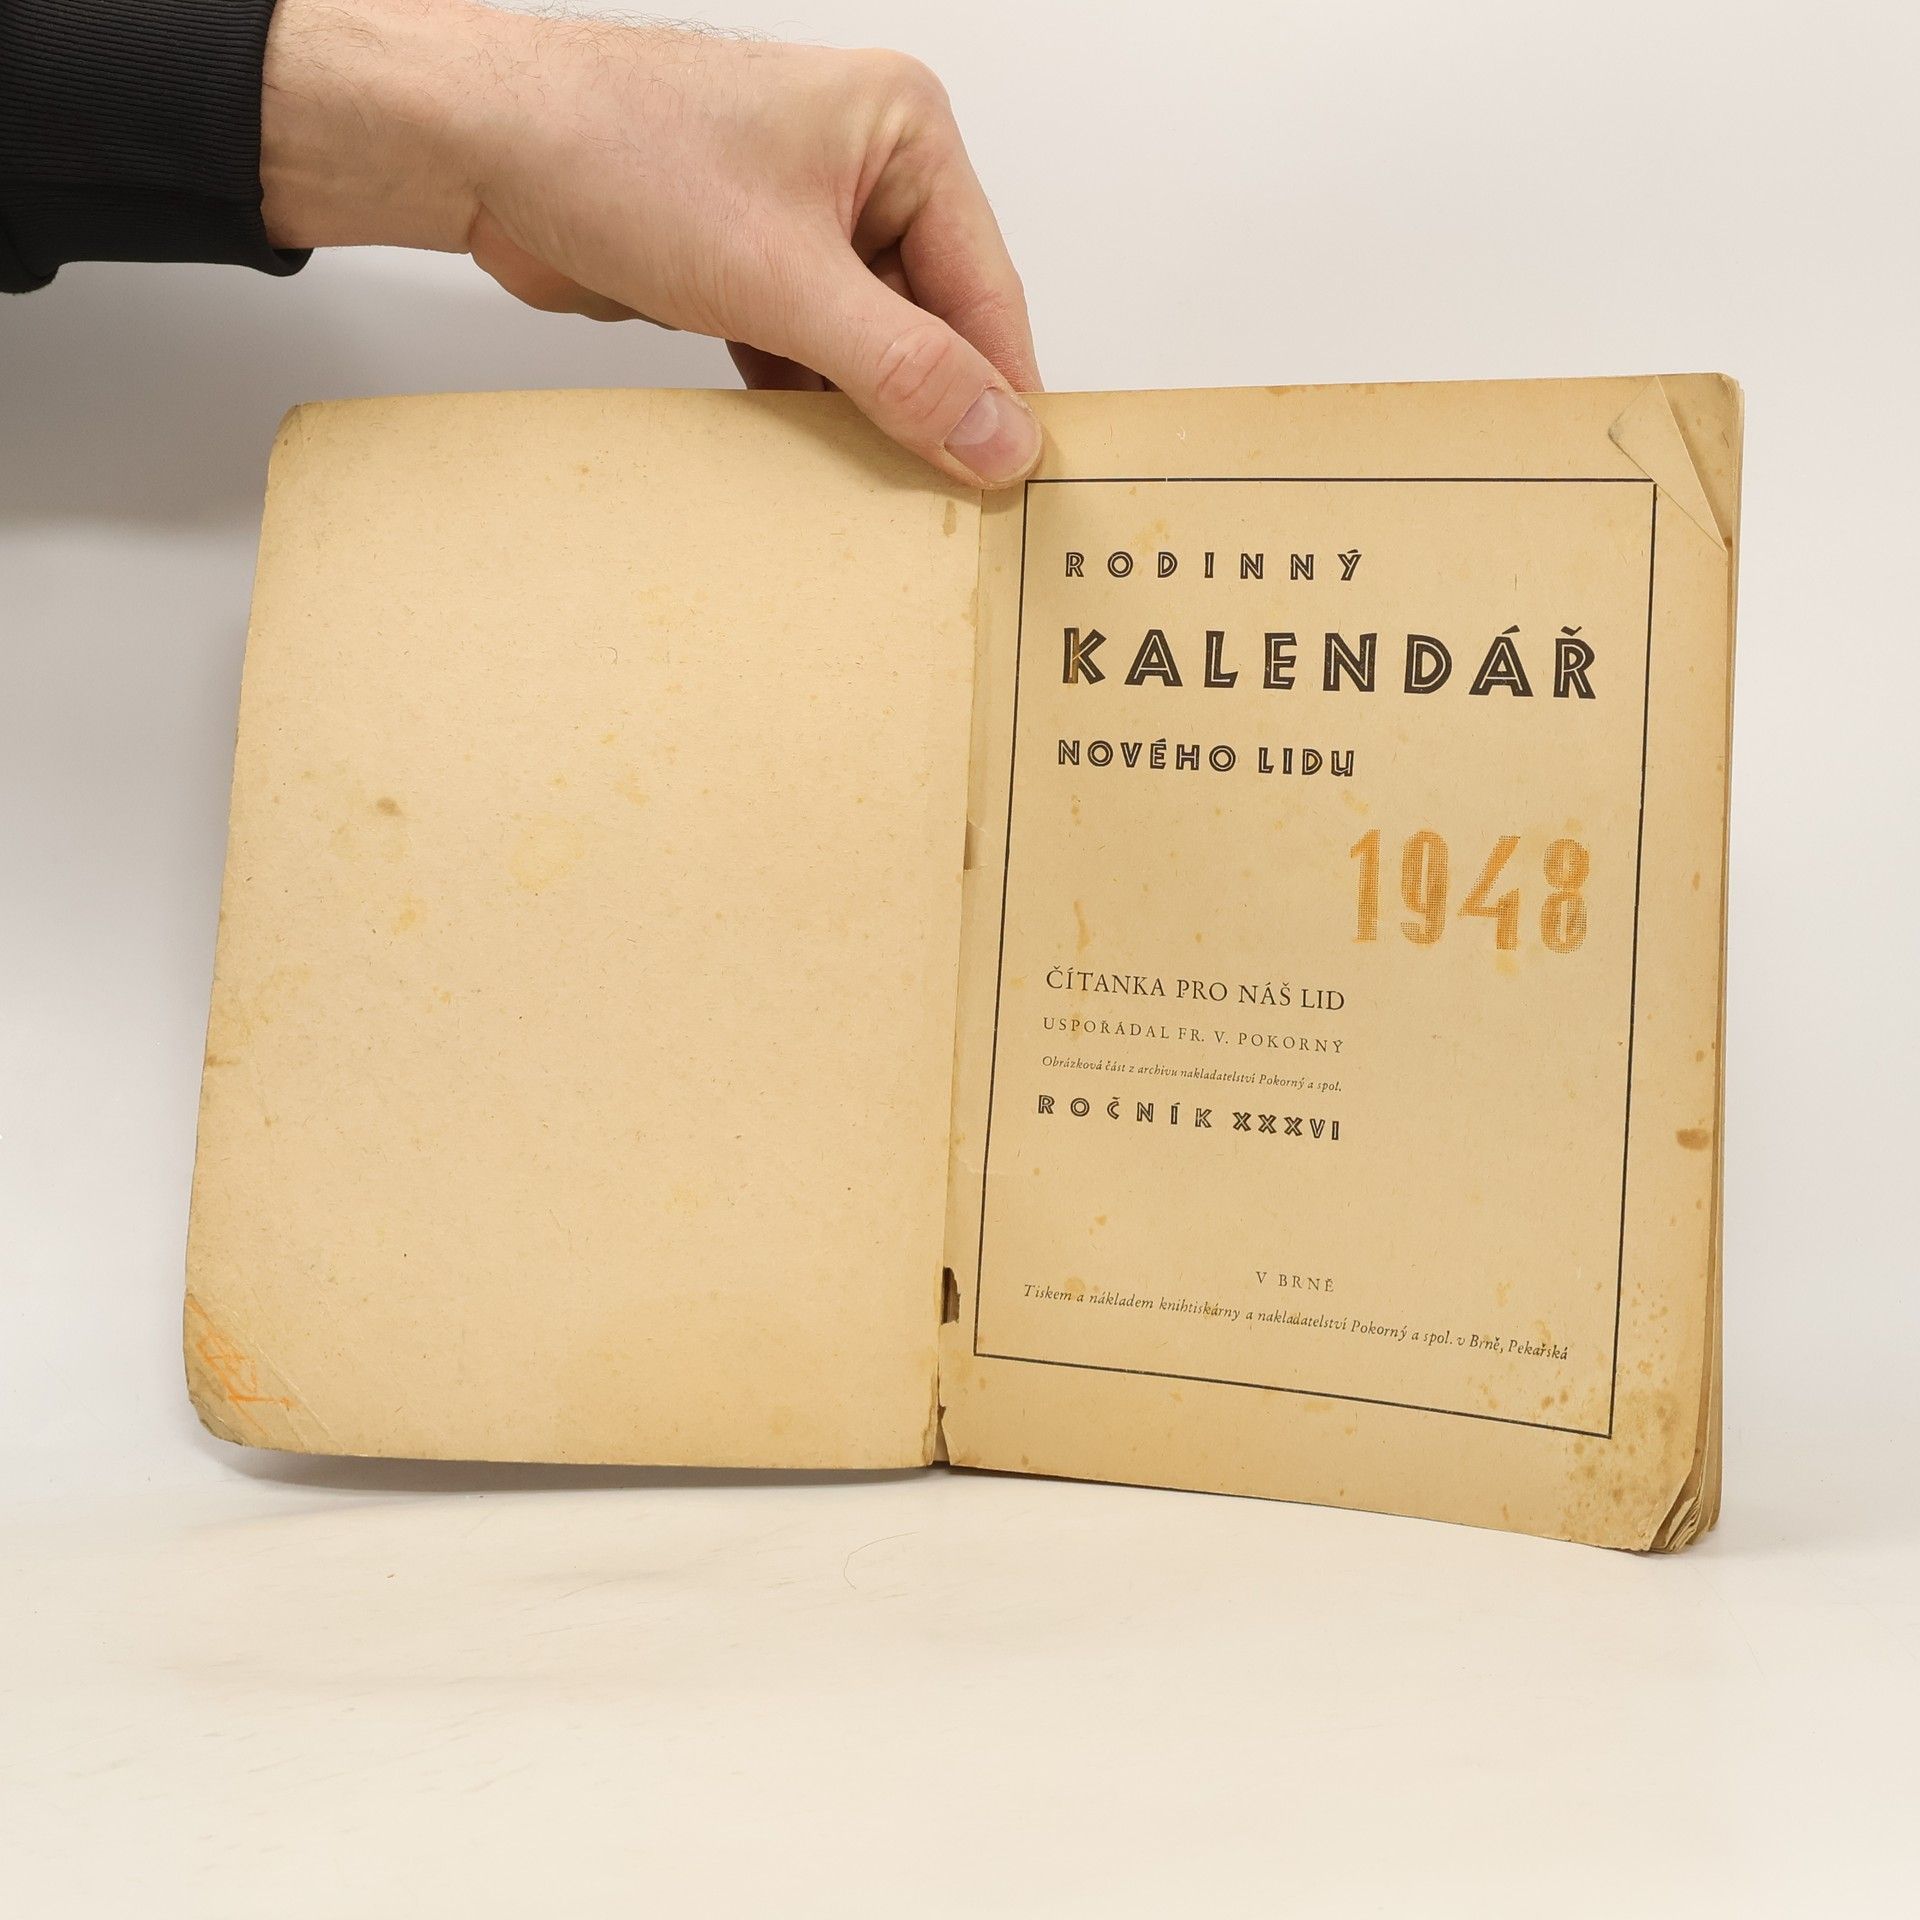 RODINNÝ
KALENDÁŘ
NOVÉHO LIDU
1948
ČÍTANKA PRO NÁŠ LID
USPOŘÁDAL FR. V. POKORNÝ
Obrázková část z archivu nakladatelství Pokorný a spol.
ROČNÍK XXXVI
V BRNĚ
Tiskem a nákladem knihtiskárny a nakladatelství Pokorný a spol. v Brně, Pekařská